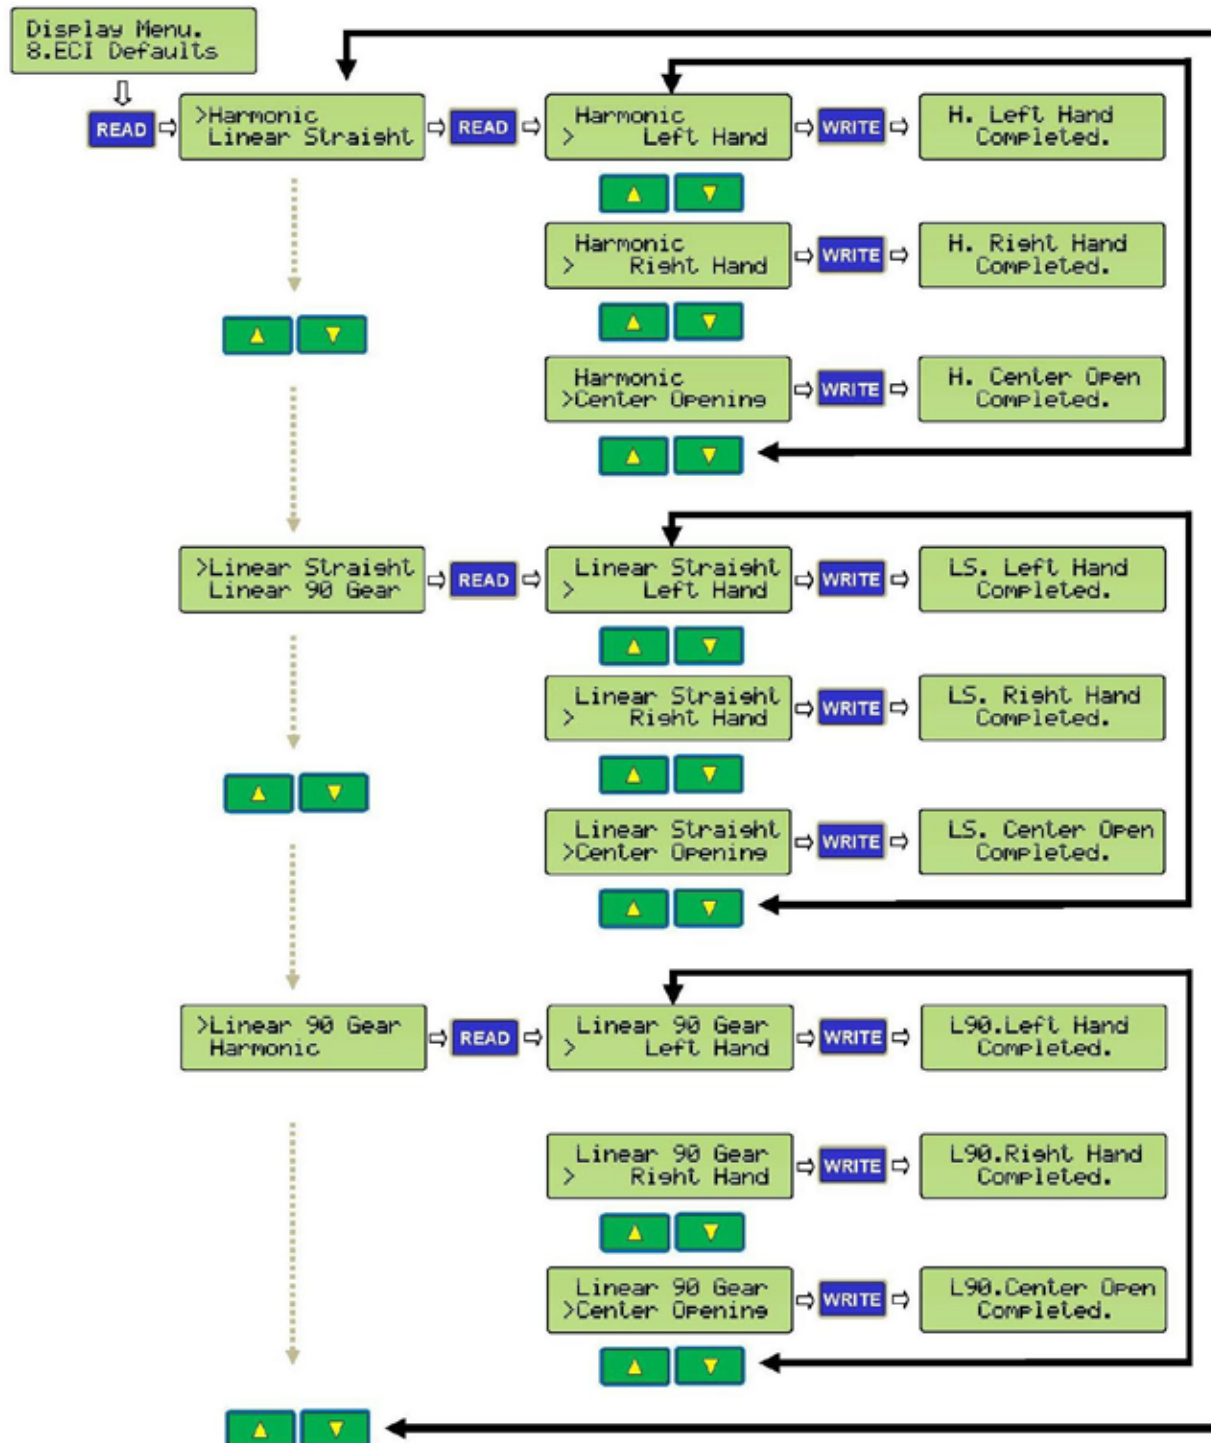 Display Menu.
8.ECI Defaults
READ
>Harmonic
Linear Straight
READ
Harmonic
> Left Hand
WRITE
H. Left Hand
Completed.
Harmonic
> Right Hand
WRITE
H. Right Hand
Completed.
Harmonic
>Center Opening
WRITE
H. Center Open
Completed.
>Linear Straight
Linear 90 Gear
READ
Linear Straight
> Left Hand
WRITE
LS. Left Hand
Completed.
Linear Straight
> Right Hand
WRITE
LS. Right Hand
Completed.
Linear Straight
>Center Opening
WRITE
LS. Center Open
Completed.
>Linear 90 Gear
Harmonic
READ
Linear 90 Gear
> Left Hand
WRITE
L90.Left Hand
Completed.
Linear 90 Gear
> Right Hand
WRITE
L90.Right Hand
Completed.
Linear 90 Gear
>Center Opening
WRITE
L90.Center Open
Completed.